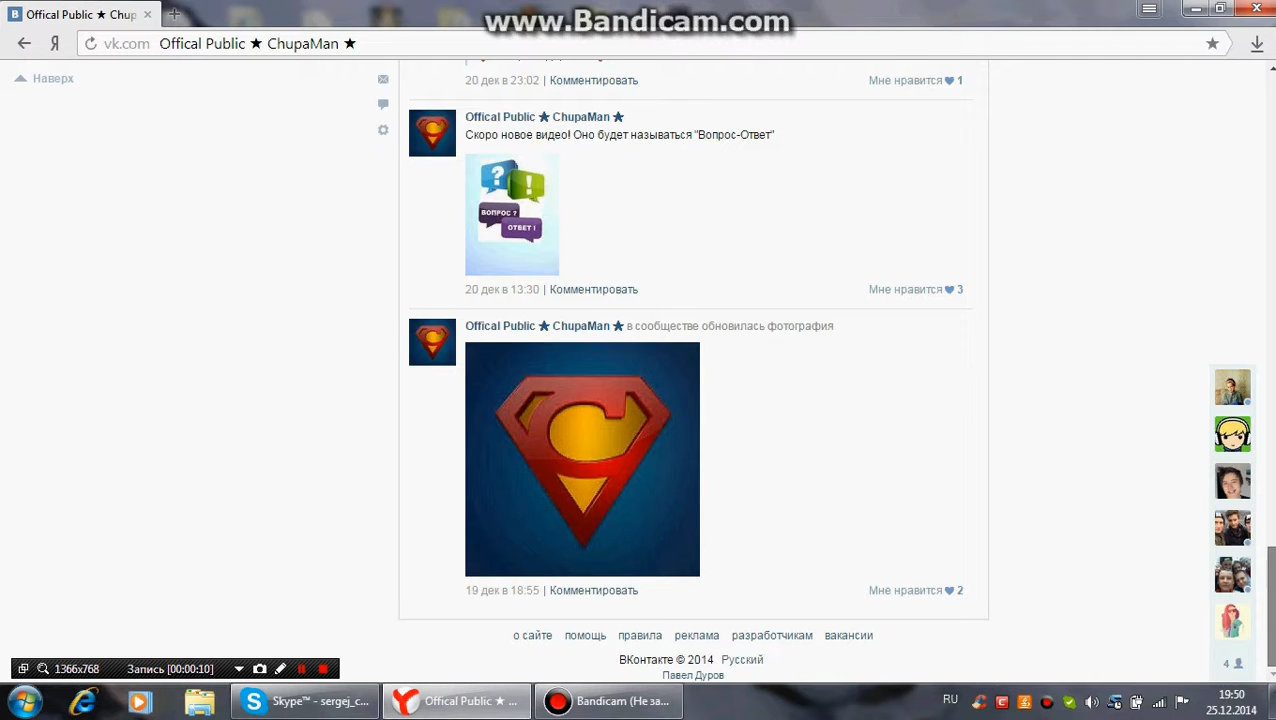 Offical Public ★ Chup
www.Bandicam.com
vk.com Offical Public ★ ChupaMan ★
Наверх
20 дек в 23:02 | Комментировать Мне нравится 1
Offical Public ★ ChupaMan ★
Скоро новое видео! Оно будет называться "Вопрос-Ответ"
? !
ВОПРОС ?
ОТВЕТ !
20 дек в 13:30 | Комментировать Мне нравится 3
Offical Public ★ ChupaMan ★ в сообществе обновилась фотография
19 дек в 18:55 | Комментировать Мне нравится 2
о сайте помощь правила реклама разработчикам вакансии
ВКонтакте © 2014 Русский
Павел Дуров
4
1366x768 Запись [00:00:10]
Skype™ - sergej_c... Offical Public ★ ... Bandicam (Не за... RU 19:50
25.12.2014